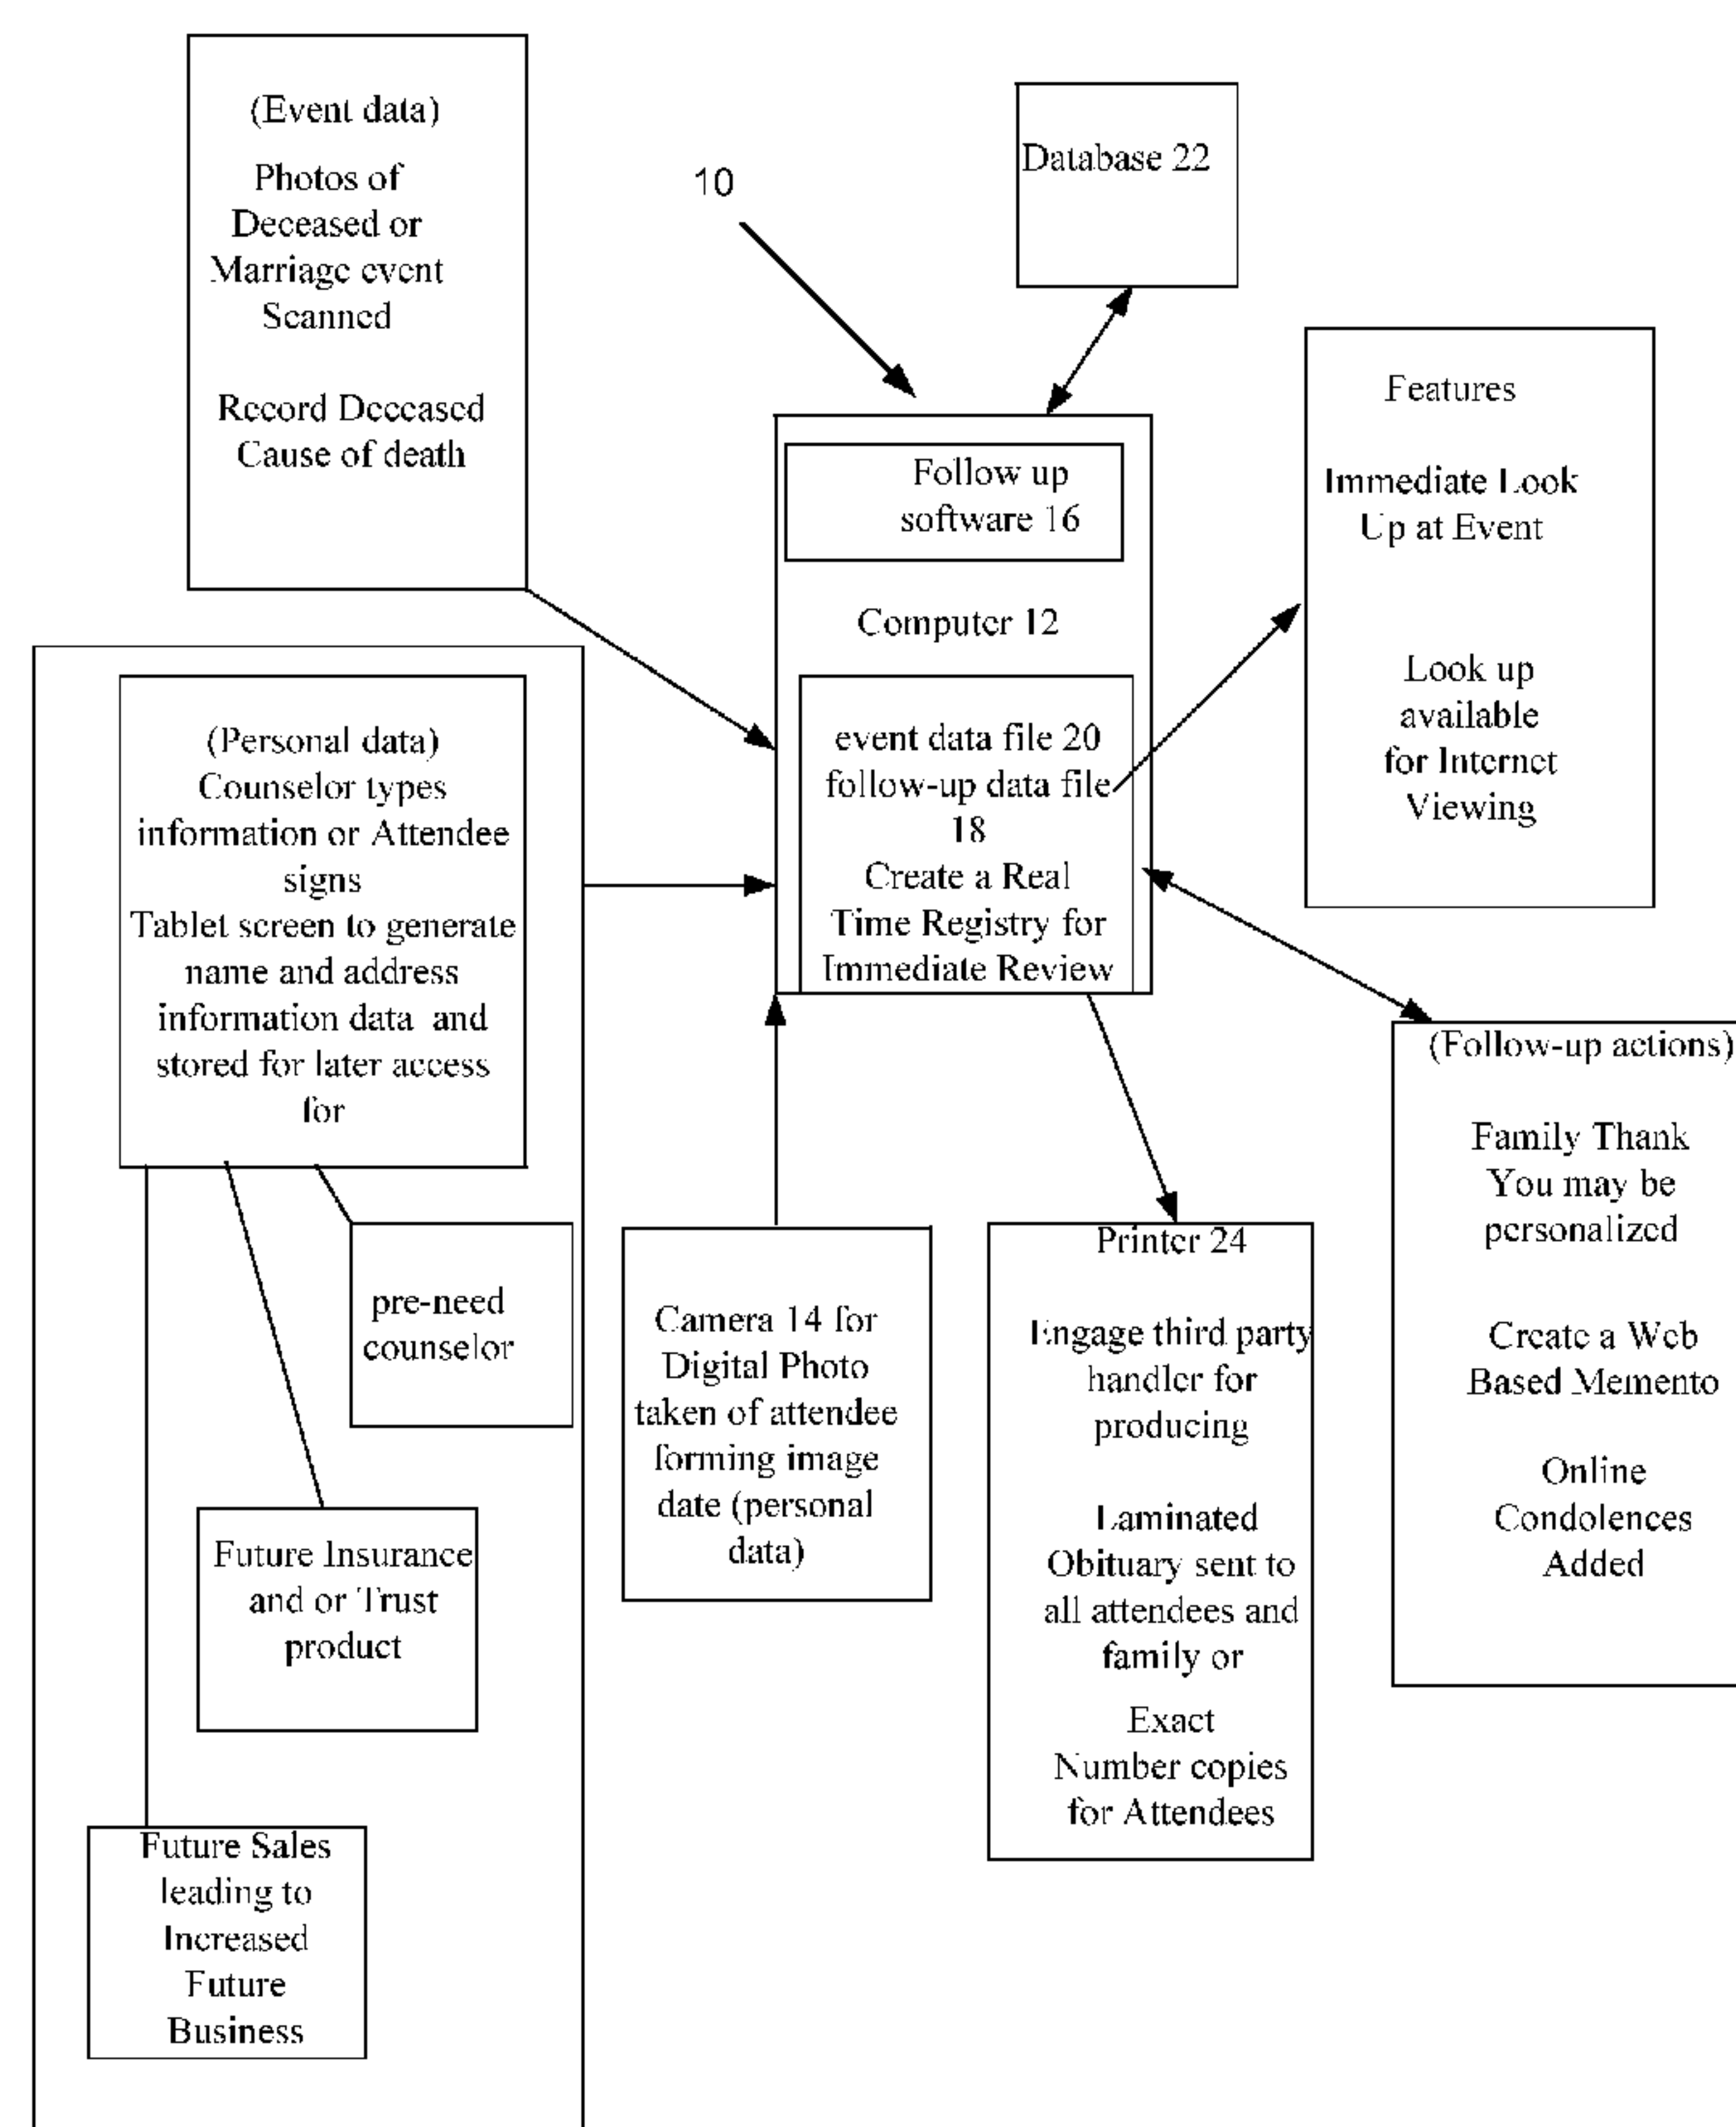 (Event data)
Photos of
Deceased or
Marriage event
Scanned
Record Deceased
Cause of death
10
Database 22
Features
Immediate Look
Up at Event
Look up
available
for Internet
Viewing
Follow up
software 16
Computer 12
event data file 20
follow-up data file
18
Create a Real
Time Registry for
Immediate Review
(Personal data)
Counselor types
information or Attendee
signs
Tablet screen to generate
name and address
information data and
stored for later access
for
pre-need
counselor
Future Insurance
and or Trust
product
Future Sales
leading to
Increased
Future
Business
Camera 14 for
Digital Photo
taken of attendee
forming image
date (personal
data)
Printer 24
Engage third party
handler for
producing
Laminated
Obituary sent to
all attendees and
family or
Exact
Number copies
for Attendees
(Follow-up actions)
Family Thank
You may be
personalized
Create a Web
Based Memento
Online
Condolences
Added